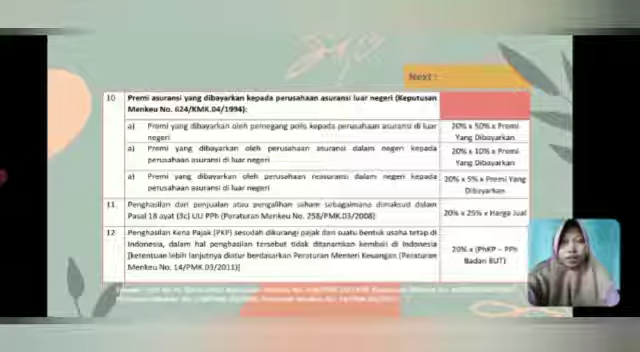 Next :
10 Premi asuransi yang dibayarkan kepada perusahaan asuransi luar negeri (Keputusan
Menkeu No. 624/KMK.04/1994):
a) Premi yang dibayarkan oleh pemegang polis kepada perusahaan asuransi di luar
negeri
20% x 50% x Premi
Yang Dibayarkan
a) Premi yang dibayarkan oleh perusahaan asuransi dalam negeri kepada
perusahaan asuransi di luar negeri
20% x 10% x Premi
Yang Dibayarkan
a) Premi yang dibayarkan oleh perusahaan reasuransi dalam negeri kepada
perusahaan asuransi di luar negeri
20% x 5% x Premi Yang
Dibayarkan
11. Penghasilan dari penjualan atau pengalihan saham sebagaimana dimaksud dalam
Pasal 18 ayat (3c) UU PPh (Peraturan Menkeu No. 258/PMK.03/2008)
20% x 25% x Harga Jual
12 Penghasilan Kena Pajak (PKP) sesudah dikurangi pajak dari suatu bentuk usaha tetap di
Indonesia, dalam hal penghasilan tersebut tidak ditanamkan kembali di Indonesia
[ketentuan lebih lanjutnya diatur berdasarkan Peraturan Menteri Keuangan (Peraturan
Menkeu No. 14/PMK.03/2011)]
20% x (PhKP – PPh
Badan BUT)